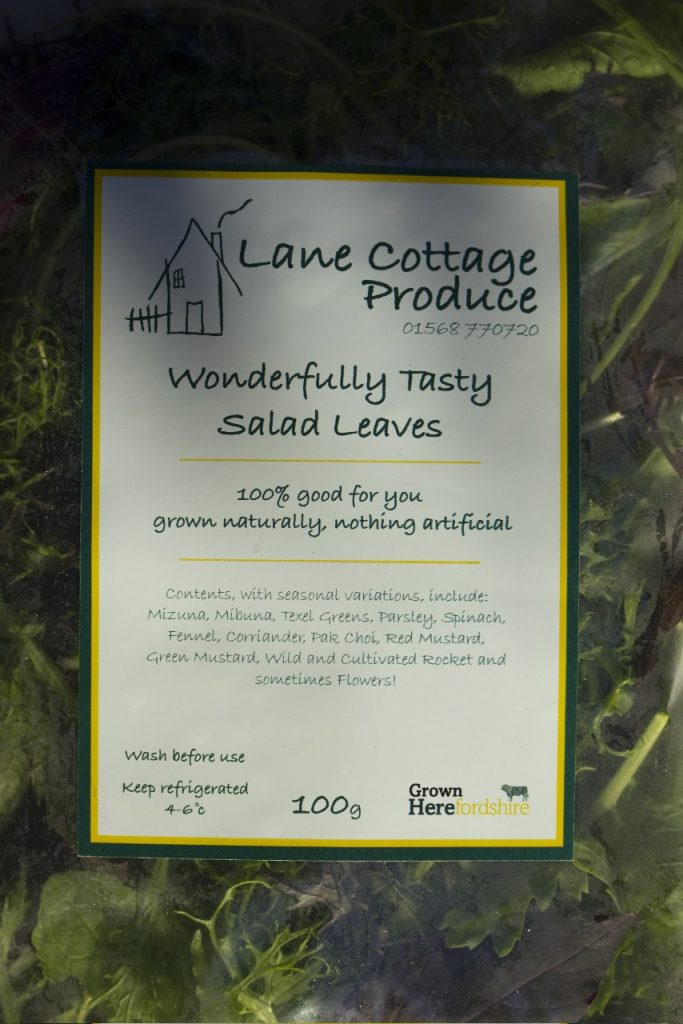 Lane Cottage
Produce
01568 770720
Wonderfully Tasty
Salad Leaves
100% good for you
grown naturally, nothing artificial
Contents, with seasonal variations, include:
Mizuna, Mibuna, Texel Greens, Parsley, Spinach,
Fennel, Corriander, Pak Choi, Red Mustard,
Green Mustard, Wild and Cultivated Rocket and
sometimes Flowers!
Wash before use
Keep refrigerated
4-6°c
100g
Grown
Herefordshire